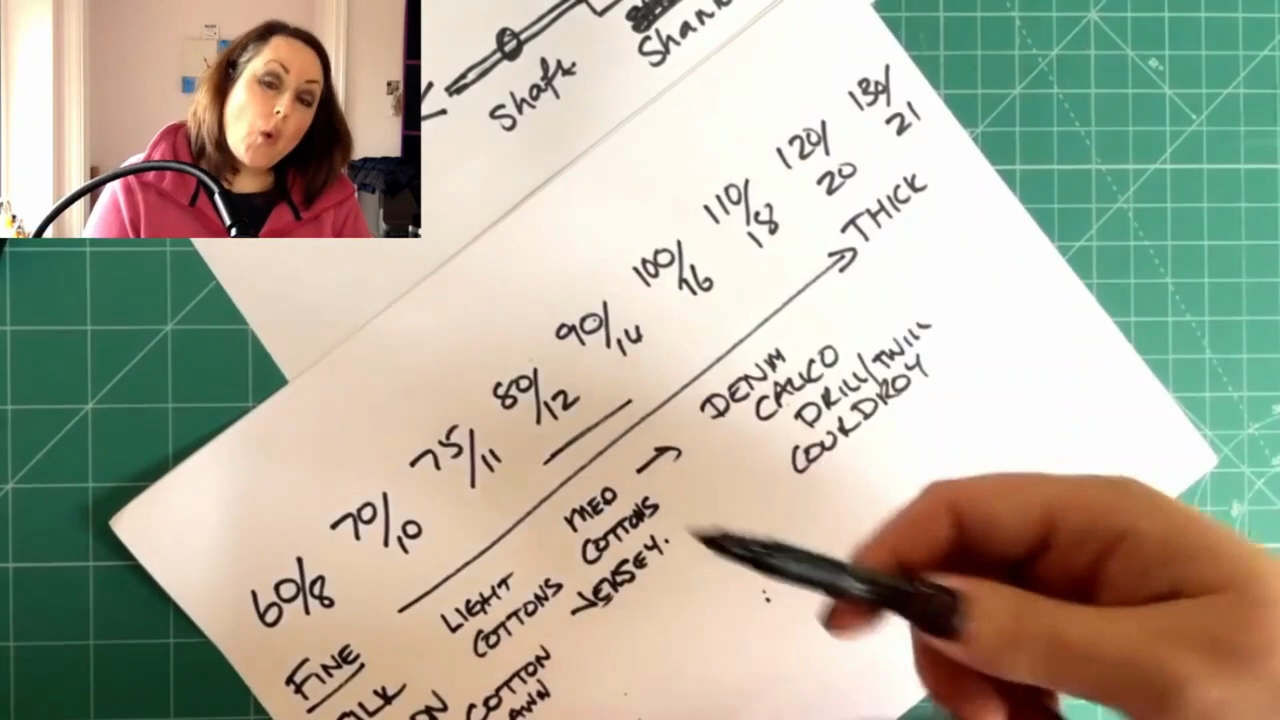 Shaft
Shank
60/8
70/10
75/11
80/12
90/14
100/16
110/18
120/20
130/21
THICK
FINE
LIGHT
COTTONS
COTTON
MED
COTTONS
JERSEY.
DENM
CALICO
DRILL/TWILL
COURDROY